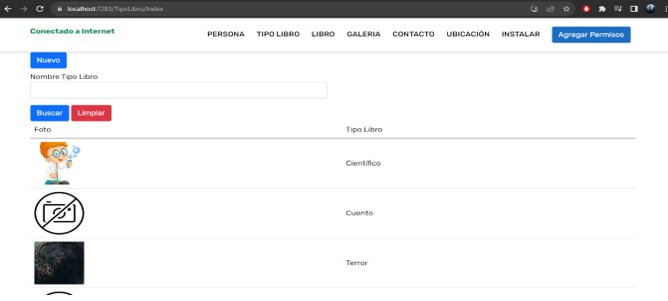 localhost:7283/TipoLibro/Index
Conectado a Internet
PERSONA TIPO LIBRO LIBRO GALERIA CONTACTO UBICACIÓN INSTALAR Agregar Permisos
Nuevo
Nombre Tipo Libro
Buscar Limpiar
Foto Tipo Libro
Científico
Cuento
Terror